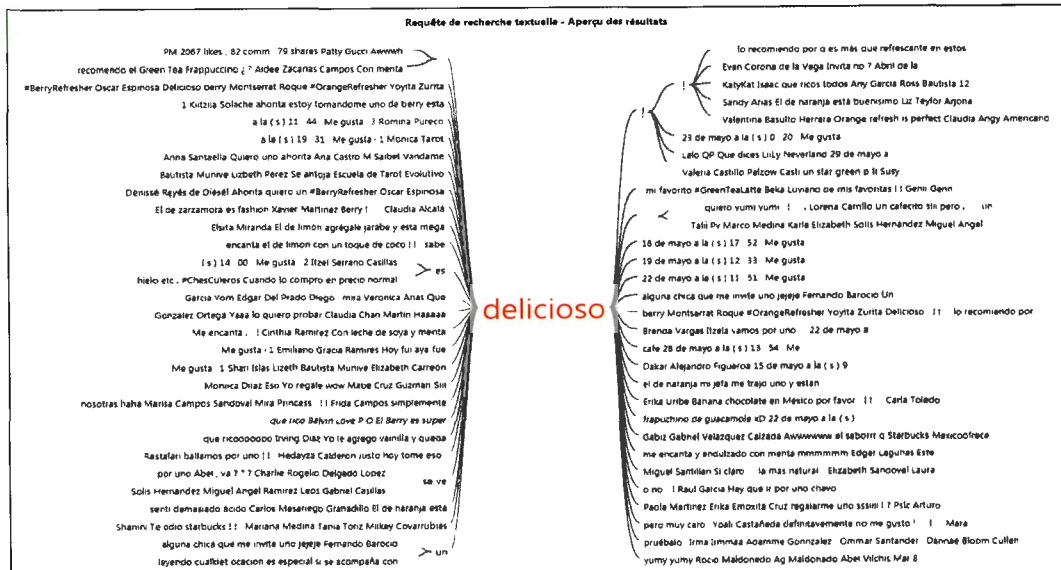 Requête de recherche textuelle - Aperçu des résultats
PM 2067 likes . 82 comm 79 shares Patty Gucci Awwwh
recomendo el Green Tea Frappuccino ¿ ? Aidee Zacarias Campos Con menta
#BerryRefresher Oscar Espinosa Delicioso berry Montserrat Roque #OrangeRefresher Yoyita Zurita
1 Kiitziia Solache ahorita estoy tomandome uno de berry esta
a la ( s ) 11 44 Me gusta 3 Romina Pureco
a la ( s ) 19 31 Me gusta · 1 Monica Tarot
Anna Santaella Quiero uno ahorita Ana Castro M Saibet Vandame
Bautista Munive Lizbeth Perez Se antoja Escuela de Tarot Evolutivo
Denisse Reyes de Diesel Ahorita quiero un #BerryRefresher Oscar Espinosa
El de zarzamora es fashion Xavier Martinez Berry ! Claudia Alcalá
Elsita Miranda El de limón agrégale jarabe y esta mega
encanta el de limon con un toque de coco ! ! sabe
( s ) 14 00 Me gusta 2 Itzel Serrano Casillas
hielo etc . #ChesCuleros Cuando lo compro en precio normal
es
Garcia Yom Edgar Del Prado Diego mira Veronica Arias Que
Gonzalez Ortega Yaaa lo quiero probar Claudia Chan Martin Haaaaa
Me encanta . ! Cinthia Ramirez Con leche de soya y menta
Me gusta · 1 Emiliano Gracia Ramires Hoy fui aya fue
Me gusta 1 Shari Islas Lizeth Bautista Munive Elizabeth Carreón
Monica Diiaz Eso Yo regale wow Mabe Cruz Guzman Siii
nosotras haha Marisa Campos Sandoval Mira Princess ! ! Frida Campos simpremente
que rico Balvin Love P O El Berry es super
que ricooooooo Irving Diaz Yo le agrego vainilla y queda
Rastafari bailamos por uno ! ! Hedayza Calderon justo hoy tome eso
por uno Abel , va ? " ? Charlie Rogelio Delgado Lopez
Solis Hernandez Miguel Angel Ramirez Leos Gabriel Casillas
se ve
senti demasiado ácido Carlos Masariego Granadillo El de naranja está
Shanini Te odio starbucks ! ! Mariana Medina Tania Toriz Miikey Covarrubias
alguna chica que me invite uno jejeje Fernando Barocio
leyendo cualkiet ocacion es especial si se acompaña con
un
delicioso
!
!
lo recomiendo por q es más que refrescante en estos
Evan Corona de la Vega Invita no ? Abril de la
KatyKat Isaac que ricos todos Any Garcia Ross Bautista 12
Sandy Arias El de naranja está buenisimo Liz Teylor Arjona
Valentina Basulto Herrera Orange refresh is perfect Claudia Angy Americano
23 de mayo a la ( s ) 0 20 Me gusta
Lelo QP Que dices LiiLy Neverland 29 de mayo a
Valeria Castillo Palzow Casti un star green p lt Susy
mi favorito #GreenTeaLatte Beka Luviano de mis favoritas ! ! Genii Genn
quiero yumi yumi ! . Lorena Carrillo Un cafecito sin pero , un
Talii Pv Marco Medina Karla Elizabeth Solis Hernandez Miguel Angel
16 de mayo a la ( s ) 17 52 Me gusta
19 de mayo a la ( s ) 12 33 Me gusta
22 de mayo a la ( s ) 11 51 Me gusta
alguna chica que me invite uno jejeje Fernando Barocio Un
berry Montserrat Roque #OrangeRefresher Yoyita Zurita Delicioso ! ! lo recomiendo por
Brenda Vargas Itzela vamos por uno 22 de mayo a
cafe 28 de mayo a la ( s ) 13 54 Me
Dakar Alejandro Figueroa 15 de mayo a la ( s ) 9
el de naranja mi jefa me trajo uno y estan
Erika Uribe Banana chocolate en México por favor ! ! Carla Toledo
frapuchino de guacamole xD 22 de mayo a la ( s )
Gabiz Gabriel Velazquez Calzada Awwwwww el saborrr q Starbucks Mexicoofrece
me encanta y endulzado con menta mmmmmm Edgar Lagunas Este
Miguel Santillan Si claro la mas natural Elizabeth Sandoval Laura
o no ! Raul Garcia Hay que ir por uno chavo
Paola Martinez Erika Emoxita Cruz regalarme uno sssiii ! ? Pslc Arturo
pero muy caro Yoali Castañeda definitavemente no me gusto ' ! Mara
pruébalo Irma Iirmaa Adamme Gonnzalez Ommar Santander Dannae Bloom Cullen
yumy yumy Rocio Maldonedo Ag Maldonado Abel Vilchis Mar 8